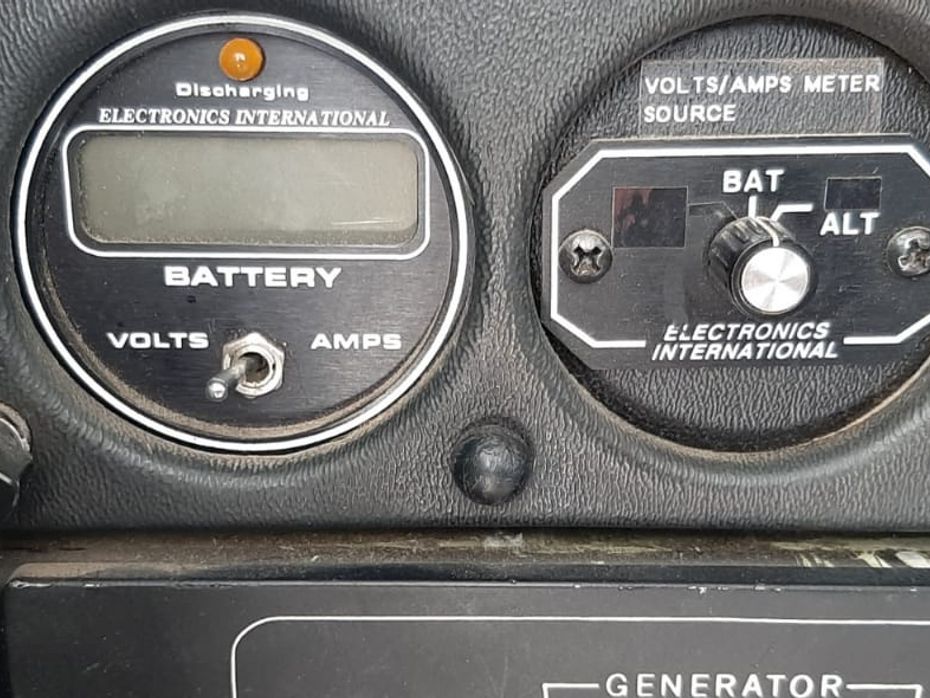 Discharging
ELECTRONICS INTERNATIONAL
BATTERY
VOLTS
AMPS
VOLTS/AMPS METER
SOURCE
BAT
ALT
ELECTRONICS
INTERNATIONAL
GENERATOR